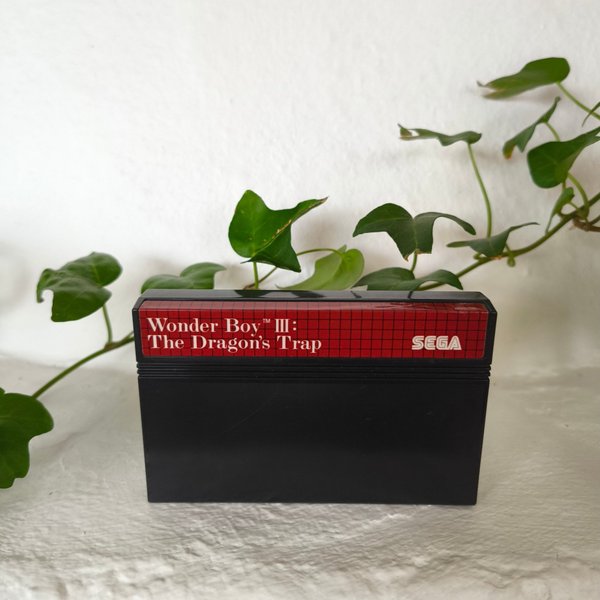 Wonder Boy™ III:
The Dragon's Trap
SEGA